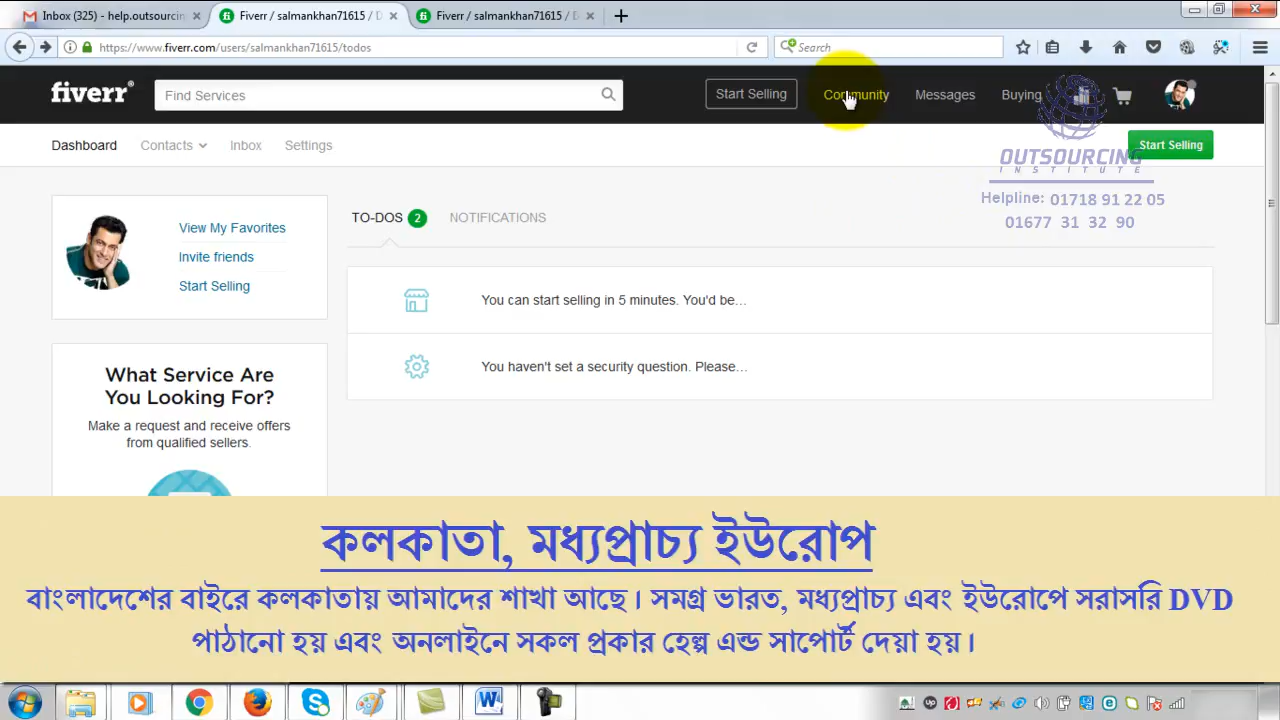 Inbox (325) - help.outsourcin
Fiverr / salmankhan71615 / D
Fiverr / salmankhan71615 / E
https://www.fiverr.com/users/salmankhan71615/todos
Search
fiverr
Find Services
Start Selling
Community
Messages
Buying
Dashboard
Contacts
Inbox
Settings
Start Selling
OUTSOURCING
INSTITUTE
Helpline: 01718 91 22 05
01677 31 32 90
View My Favorites
Invite friends
Start Selling
TO-DOS 2
NOTIFICATIONS
You can start selling in 5 minutes. You'd be...
You haven't set a security question. Please...
What Service Are
You Looking For?
Make a request and receive offers
from qualified sellers.
কলকাতা, মধ্যপ্রাচ্য ইউরোপ
বাংলাদেশের বাইরে কলকাতায় আমাদের শাখা আছে। সমগ্র ভারত, মধ্যপ্রাচ্য এবং ইউরোপে সরাসরি DVD
পাঠানো হয় এবং অনলাইনে সকল প্রকার হেল্প এন্ড সাপোর্ট দেয়া হয়।